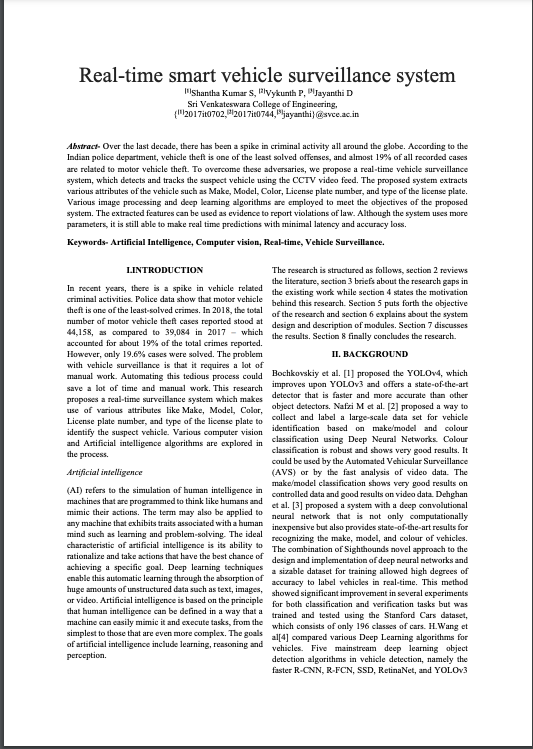 Real-time smart vehicle surveillance system
[1]Shantha Kumar S, [2]Vykunth P, [3]Jayanthi D
Sri Venkateswara College of Engineering,
{[1]2017it0702,[2]2017it0744,[3]jayanthi}@svce.ac.in
Abstract- Over the last decade, there has been a spike in criminal activity all around the globe. According to the
Indian police department, vehicle theft is one of the least solved offenses, and almost 19% of all recorded cases
are related to motor vehicle theft. To overcome these adversaries, we propose a real-time vehicle surveillance
system, which detects and tracks the suspect vehicle using the CCTV video feed. The proposed system extracts
various attributes of the vehicle such as Make, Model, Color, License plate number, and type of the license plate.
Various image processing and deep learning algorithms are employed to meet the objectives of the proposed
system. The extracted features can be used as evidence to report violations of law. Although the system uses more
parameters, it is still able to make real time predictions with minimal latency and accuracy loss.
Keywords- Artificial Intelligence, Computer vision, Real-time, Vehicle Surveillance.
I.INTRODUCTION
In recent years, there is a spike in vehicle related
criminal activities. Police data show that motor vehicle
theft is one of the least-solved crimes. In 2018, the total
number of motor vehicle theft cases reported stood at
44,158, as compared to 39,084 in 2017 – which
accounted for about 19% of the total crimes reported.
However, only 19.6% cases were solved. The problem
with vehicle surveillance is that it requires a lot of
manual work. Automating this tedious process could
save a lot of time and manual work. This research
proposes a real-time surveillance system which makes
use of various attributes like Make, Model, Color,
License plate number, and type of the license plate to
identify the suspect vehicle. Various computer vision
and Artificial intelligence algorithms are explored in
the process.
Artificial intelligence
(AI) refers to the simulation of human intelligence in
machines that are programmed to think like humans and
mimic their actions. The term may also be applied to
any machine that exhibits traits associated with a human
mind such as learning and problem-solving. The ideal
characteristic of artificial intelligence is its ability to
rationalize and take actions that have the best chance of
achieving a specific goal. Deep learning techniques
enable this automatic learning through the absorption of
huge amounts of unstructured data such as text, images,
or video. Artificial intelligence is based on the principle
that human intelligence can be defined in a way that a
machine can easily mimic it and execute tasks, from the
simplest to those that are even more complex. The goals
of artificial intelligence include learning, reasoning and
perception.
The research is structured as follows, section 2 reviews
the literature, section 3 briefs about the research gaps in
the existing work while section 4 states the motivation
behind this research. Section 5 puts forth the objective
of the research and section 6 explains about the system
design and description of modules. Section 7 discusses
the results. Section 8 finally concludes the research.
II. BACKGROUND
Bochkovskiy et al. [1] proposed the YOLOv4, which
improves upon YOLOv3 and offers a state-of-the-art
detector that is faster and more accurate than other
object detectors. Nafzi M et al. [2] proposed a way to
collect and label a large-scale data set for vehicle
identification based on make/model and colour
classification using Deep Neural Networks. Colour
classification is robust and shows very good results. It
could be used by the Automated Vehicular Surveillance
(AVS) or by the fast analysis of video data. The
make/model classification shows very good results on
controlled data and good results on video data. Dehghan
et al. [3] proposed a system with a deep convolutional
neural network that is not only computationally
inexpensive but also provides state-of-the-art results for
recognizing the make, model, and colour of vehicles.
The combination of Sighthounds novel approach to the
design and implementation of deep neural networks and
a sizable dataset for training allowed high degrees of
accuracy to label vehicles in real-time. This method
showed significant improvement in several experiments
for both classification and verification tasks but was
trained and tested using the Stanford Cars dataset,
which consists of only 196 classes of cars. H.Wang et
al[4] compared various Deep Learning algorithms for
vehicles. Five mainstream deep learning object
detection algorithms in vehicle detection, namely the
faster R-CNN, R-FCN, SSD, RetinaNet, and YOLOv3